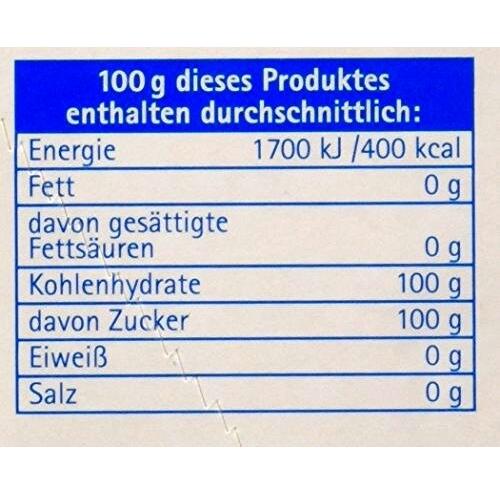 100 g dieses Produktes
enthalten durchschnittlich:
Energie 1700 kJ /400 kcal
Fett 0 g
davon gesättigte
Fettsäuren 0 g
Kohlenhydrate 100 g
davon Zucker 100 g
Eiweiß 0 g
Salz 0 g